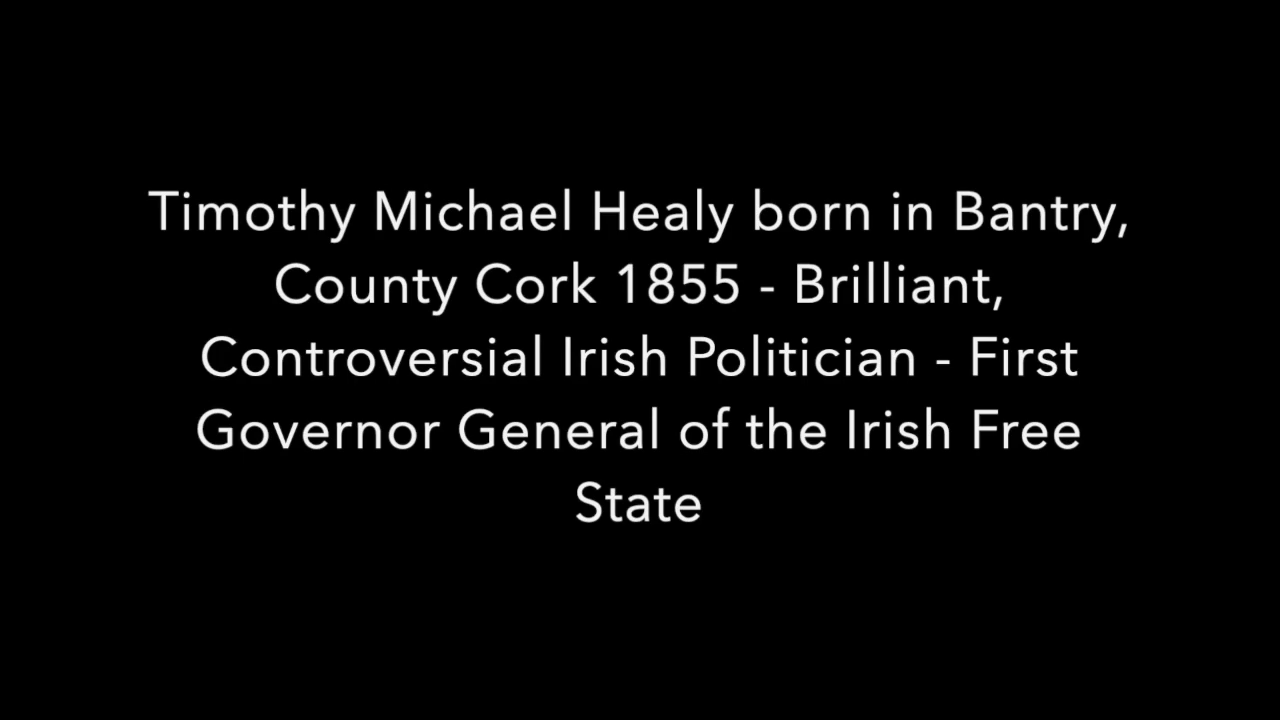 Timothy Michael Healy born in Bantry,
County Cork 1855 - Brilliant,
Controversial Irish Politician - First
Governor General of the Irish Free
State